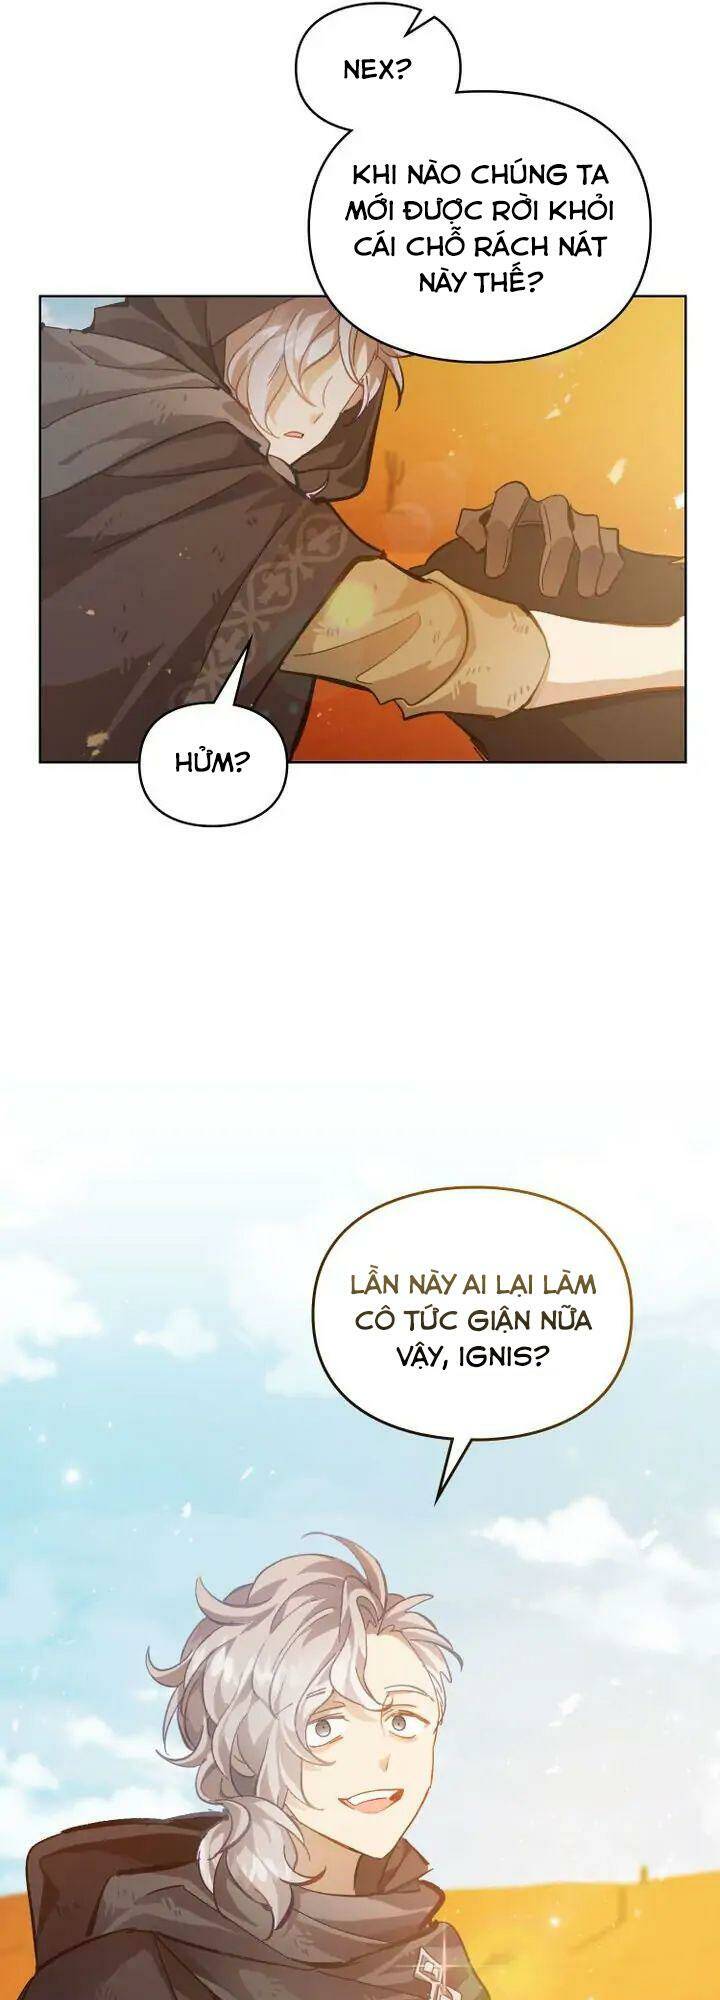 NEX?
KHI NÀO CHÚNG TA
MỚI ĐƯỢC RỜI KHỎI
CÁI CHỖ RÁCH NÁT
NÀY THẾ?
HỬM?
LẦN NÀY AI LẠI LÀM
CÔ TỨC GIẬN NỮA
VẬY, IGNIS?